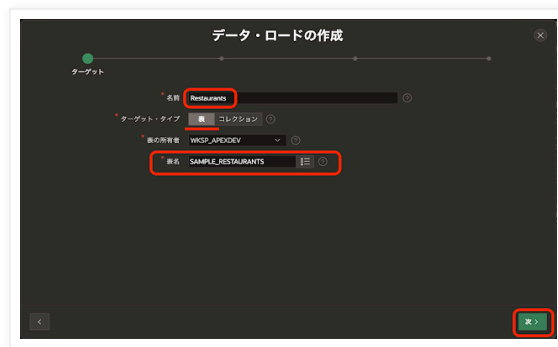 データ・ロードの作成
ターゲット
* 名前 Restaurants
* ターゲット・タイプ 表 コレクション
* 表の所有者 WKSP_APEXDEV
* 表名 SAMPLE_RESTAURANTS
次 >